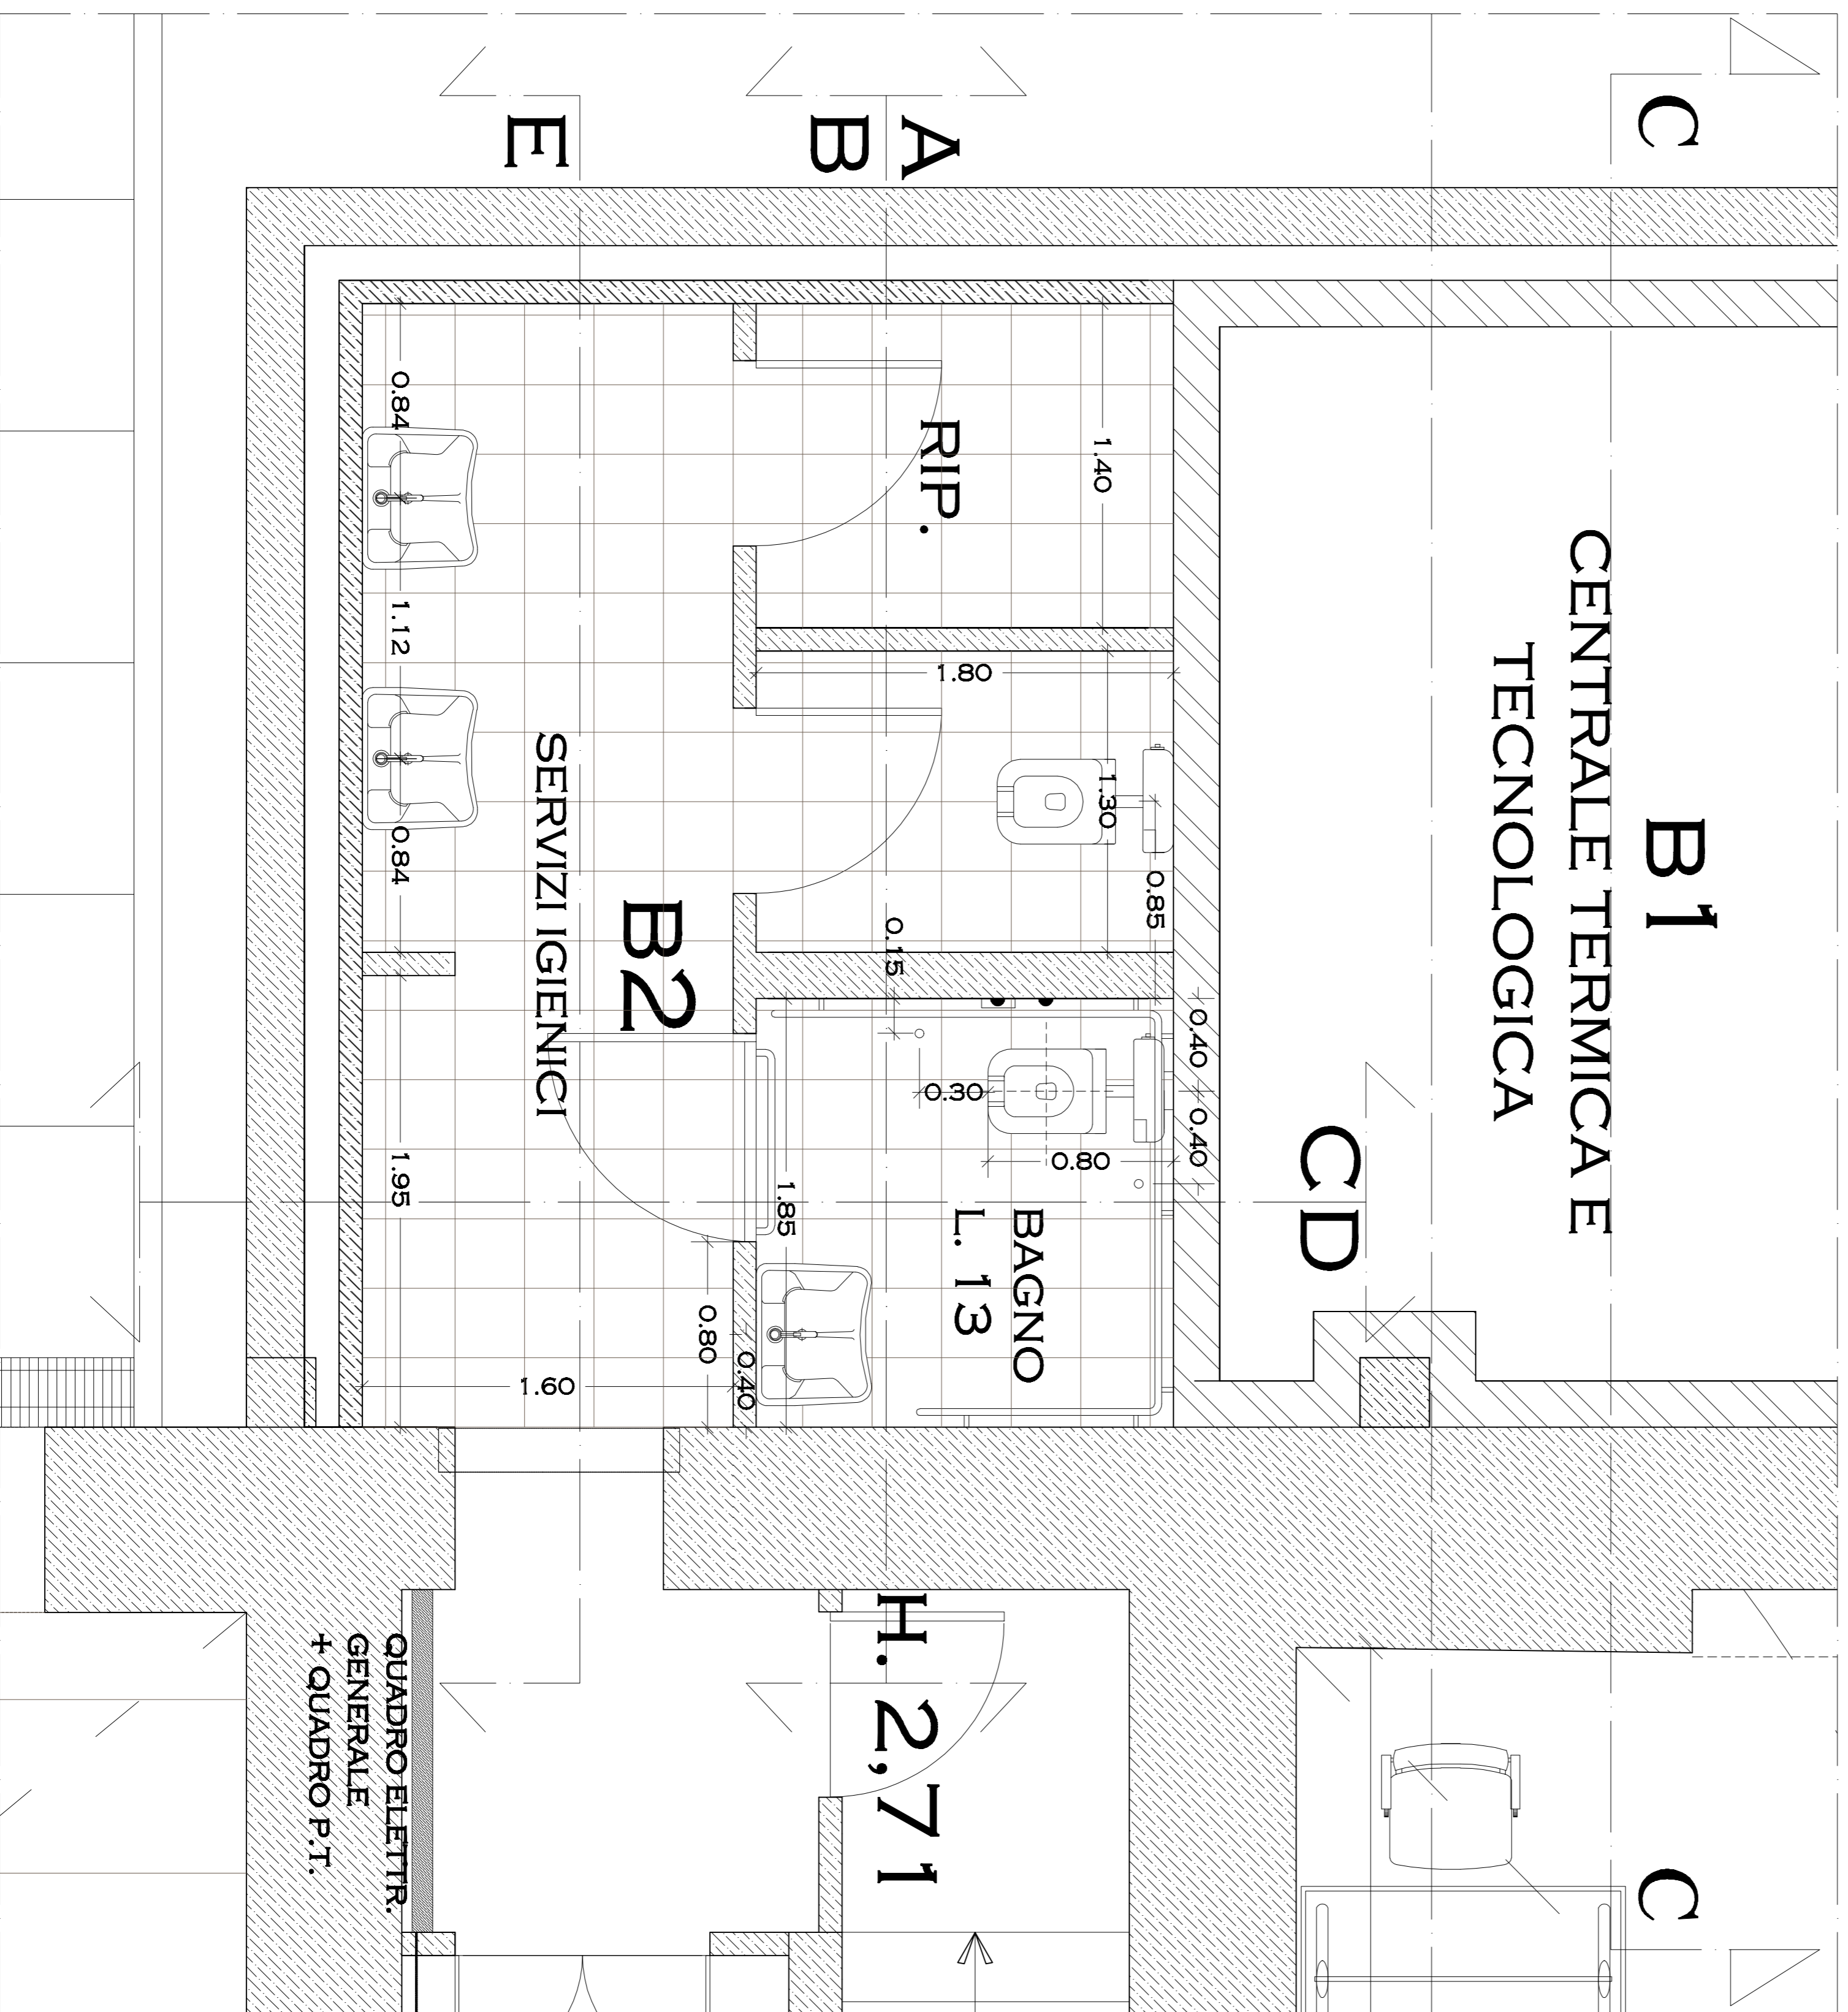 C
A
B
E
B1
CENTRALE TERMICA E
TECNOLOGICA
RIP.
1.40
0.84
1.12
0.84
1.80
1.30
0.85
0.15
B2
SERVIZI IGIENICI
0.40
0.40
0.30
0.80
1.95
1.85
BAGNO
L. 13
C D
0.80
0.40
1.60
H. 2,71
QUADRO ELETTR.
GENERALE
+ QUADRO P.T.
C